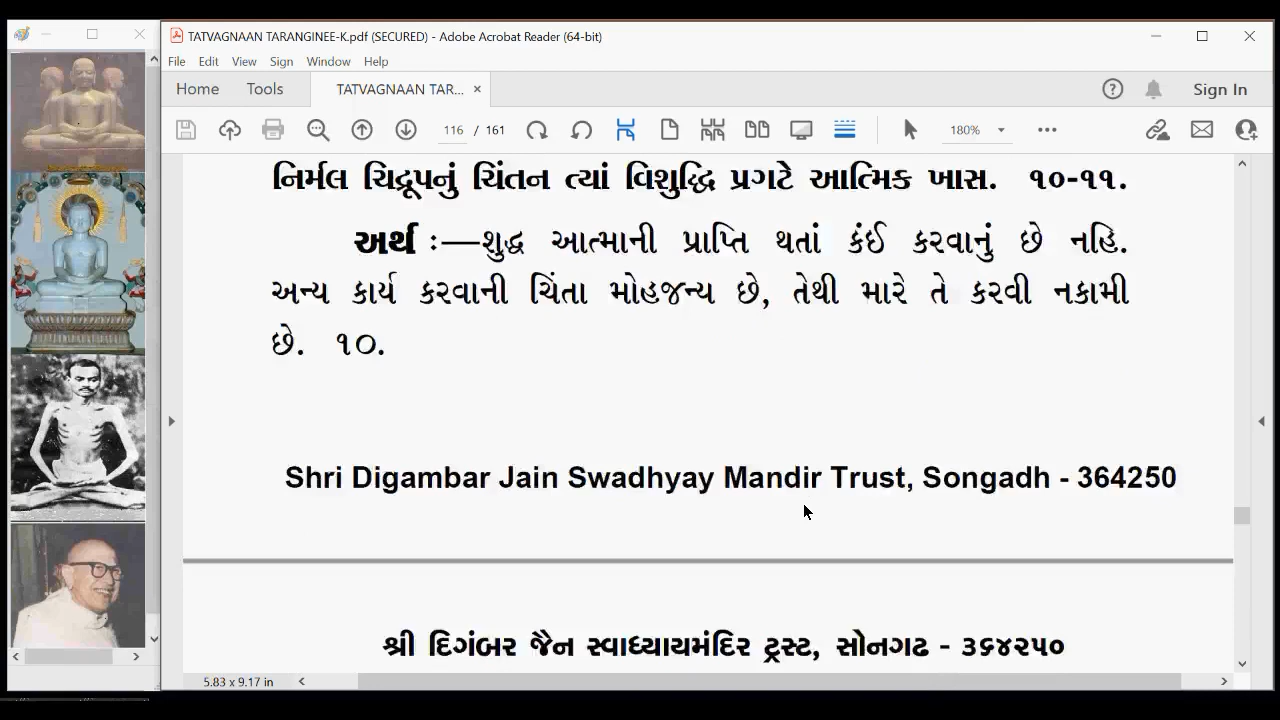 TATVAGNAAN TARANGINEE-K.pdf (SECURED) - Adobe Acrobat Reader (64-bit)
File Edit View Sign Window Help
Home Tools TATVAGNAAN TAR... × Sign In
116 / 161 180%
નિર્મલ ચિદ્રૂપનું ચિંતન ત્યાં વિશુદ્ધિ પ્રગટે આત્મિક ખાસ. ૧૦-૧૧.
અર્થ :—શુદ્ધ આત્માની પ્રાપ્તિ થતાં કંઈ કરવાનું છે નહિ.
અન્ય કાર્ય કરવાની ચિંતા મોહજન્ય છે, તેથી મારે તે કરવી નકામી
છે. ૧૦.
Shri Digambar Jain Swadhyay Mandir Trust, Songadh - 364250
શ્રી દિગંબર જૈન સ્વાધ્યાયમંદિર ટ્રસ્ટ, સોનગઢ - ૩૬૪૨૫૦
5.83 x 9.17 in